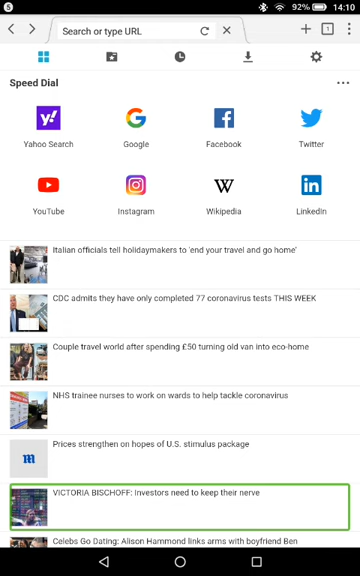 S 92% 14:10
Search or type URL 1
Speed Dial
y!
Yahoo Search Google Facebook Twitter
W
YouTube Instagram Wikipedia LinkedIn
Italian officials tell holidaymakers to 'end your travel and go home'
CDC admits they have only completed 77 coronavirus tests THIS WEEK
Couple travel world after spending £50 turning old van into eco-home
NHS trainee nurses to work on wards to help tackle coronavirus
Prices strengthen on hopes of U.S. stimulus package
m
VICTORIA BISCHOFF: Investors need to keep their nerve
Celebs Go Dating: Alison Hammond links arms with boyfriend Ben